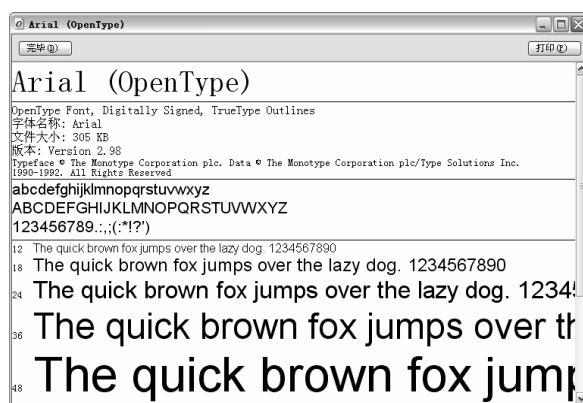 Arial (OpenType)
完毕(D)
打印(P)
Arial (OpenType)
OpenType Font, Digitally Signed, TrueType Outlines
字体名称: Arial
文件大小: 305 KB
版本: Version 2.98
Typeface © The Monotype Corporation plc. Data © The Monotype Corporation plc/Type Solutions Inc.
1990-1992. All Rights Reserved
abcdefghijklmnopqrstuvwxyz
ABCDEFGHIJKLMNOPQRSTUVWXYZ
123456789.:,;(:*!?')
12 The quick brown fox jumps over the lazy dog. 1234567890
18 The quick brown fox jumps over the lazy dog. 1234567890
24 The quick brown fox jumps over the lazy dog. 1234
36 The quick brown fox jumps over th
48 The quick brown fox jump